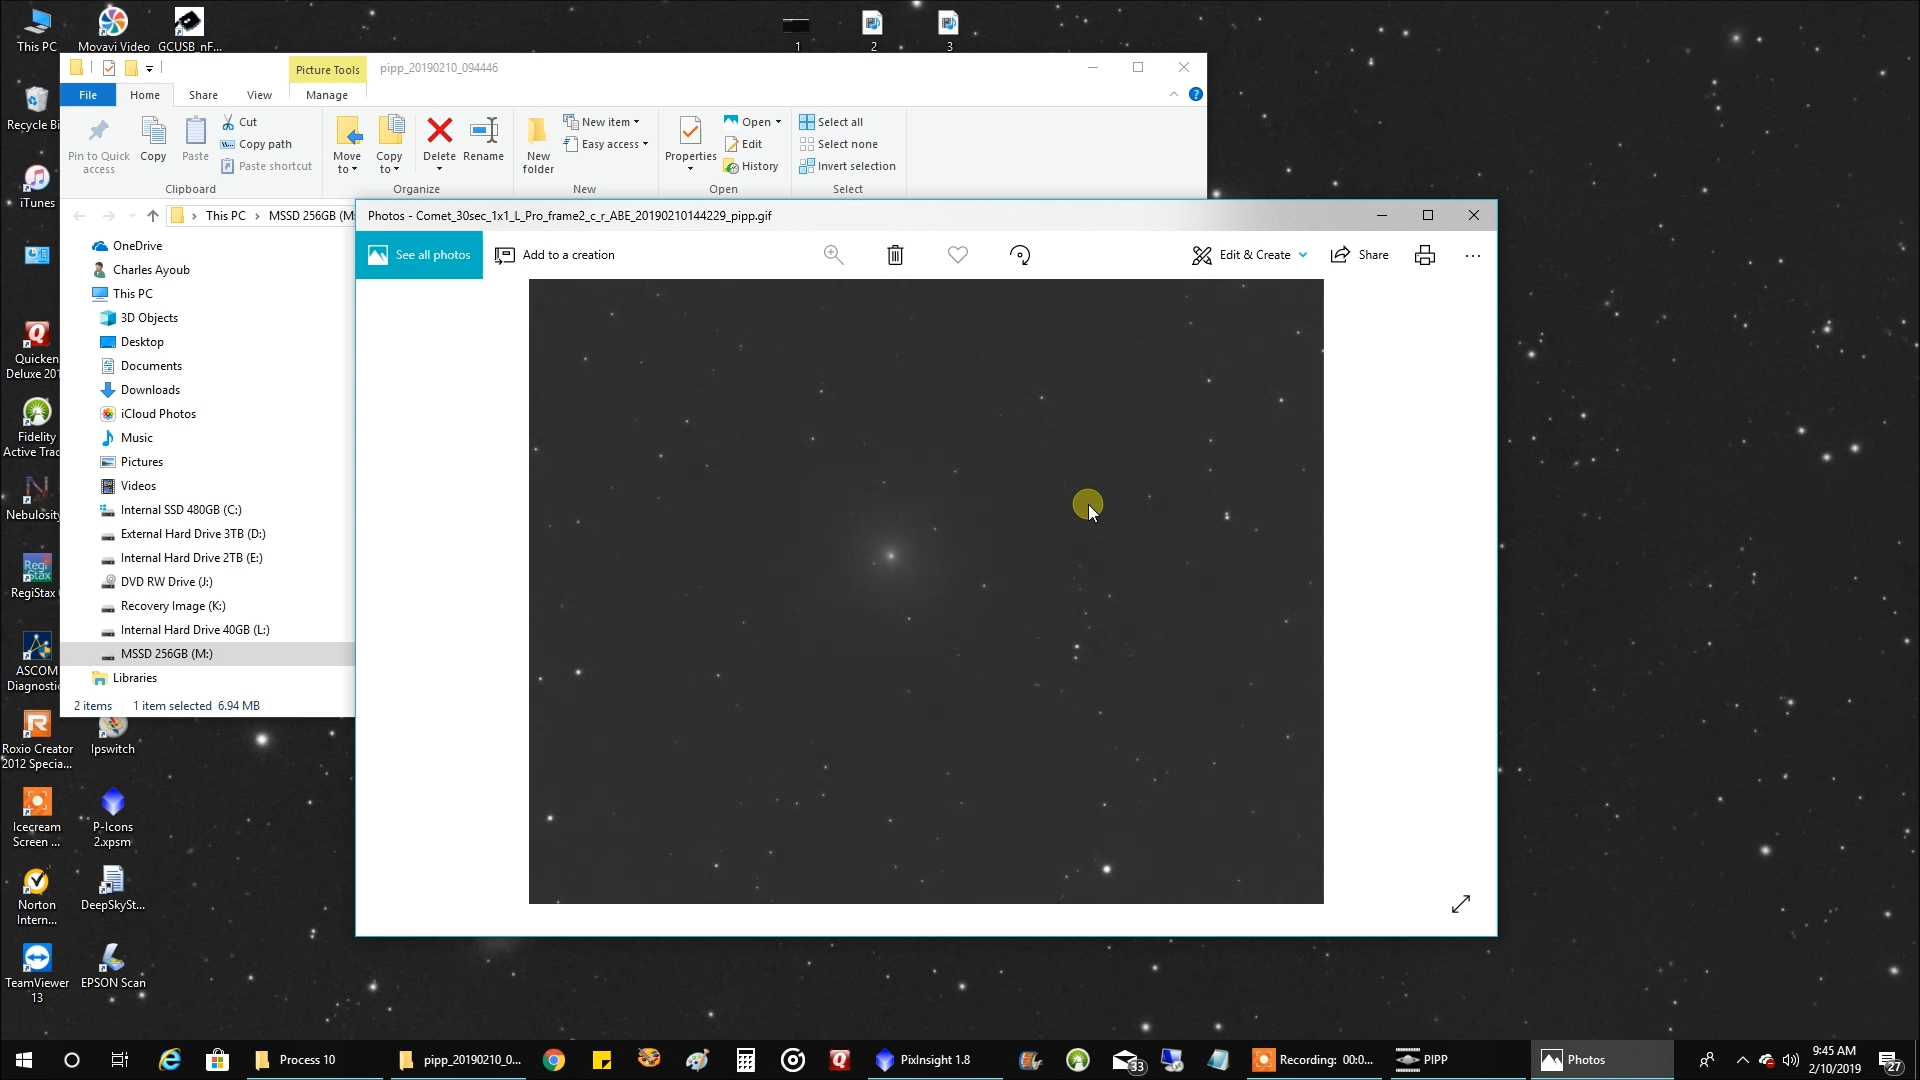 This PC
Movavi Video
GCUSB_nF...
1
2
3
Picture Tools
pipp_20190210_094446
File
Home
Share
View
Manage
Recycle Bi
Pin to Quick
access
Copy
Paste
Cut
Copy path
Paste shortcut
Clipboard
Move
to
Copy
to
Delete
Rename
Organize
New
folder
New item
Easy access
New
Properties
Open
Edit
History
Open
Select all
Select none
Invert selection
Select
iTunes
This PC
MSSD 256GB (M:
Photos - Comet_30sec_1x1_L_Pro_frame2_c_r_ABE_20190210144229_pipp.gif
See all photos
Add to a creation
Edit & Create
Share
OneDrive
Charles Ayoub
This PC
3D Objects
Desktop
Documents
Downloads
iCloud Photos
Music
Pictures
Videos
Internal SSD 480GB (C:)
External Hard Drive 3TB (D:)
Internal Hard Drive 2TB (E:)
DVD RW Drive (J:)
Recovery Image (K:)
Internal Hard Drive 40GB (L:)
MSSD 256GB (M:)
Libraries
2 items
1 item selected 6.94 MB
Quicken
Deluxe 201
Fidelity
Active Trad
Nebulosity
RegiStax
ASCOM
Diagnostic
Roxio Creator
2012 Specia...
Ipswitch
Icecream
Screen ...
P-Icons
2.xpsm
Norton
Intern...
DeepSkySt...
TeamViewer
13
EPSON Scan
Process 10
pipp_20190210_0...
PixInsight 1.8
33
Recording: 00:0...
PIPP
Photos
9:45 AM
2/10/2019
27